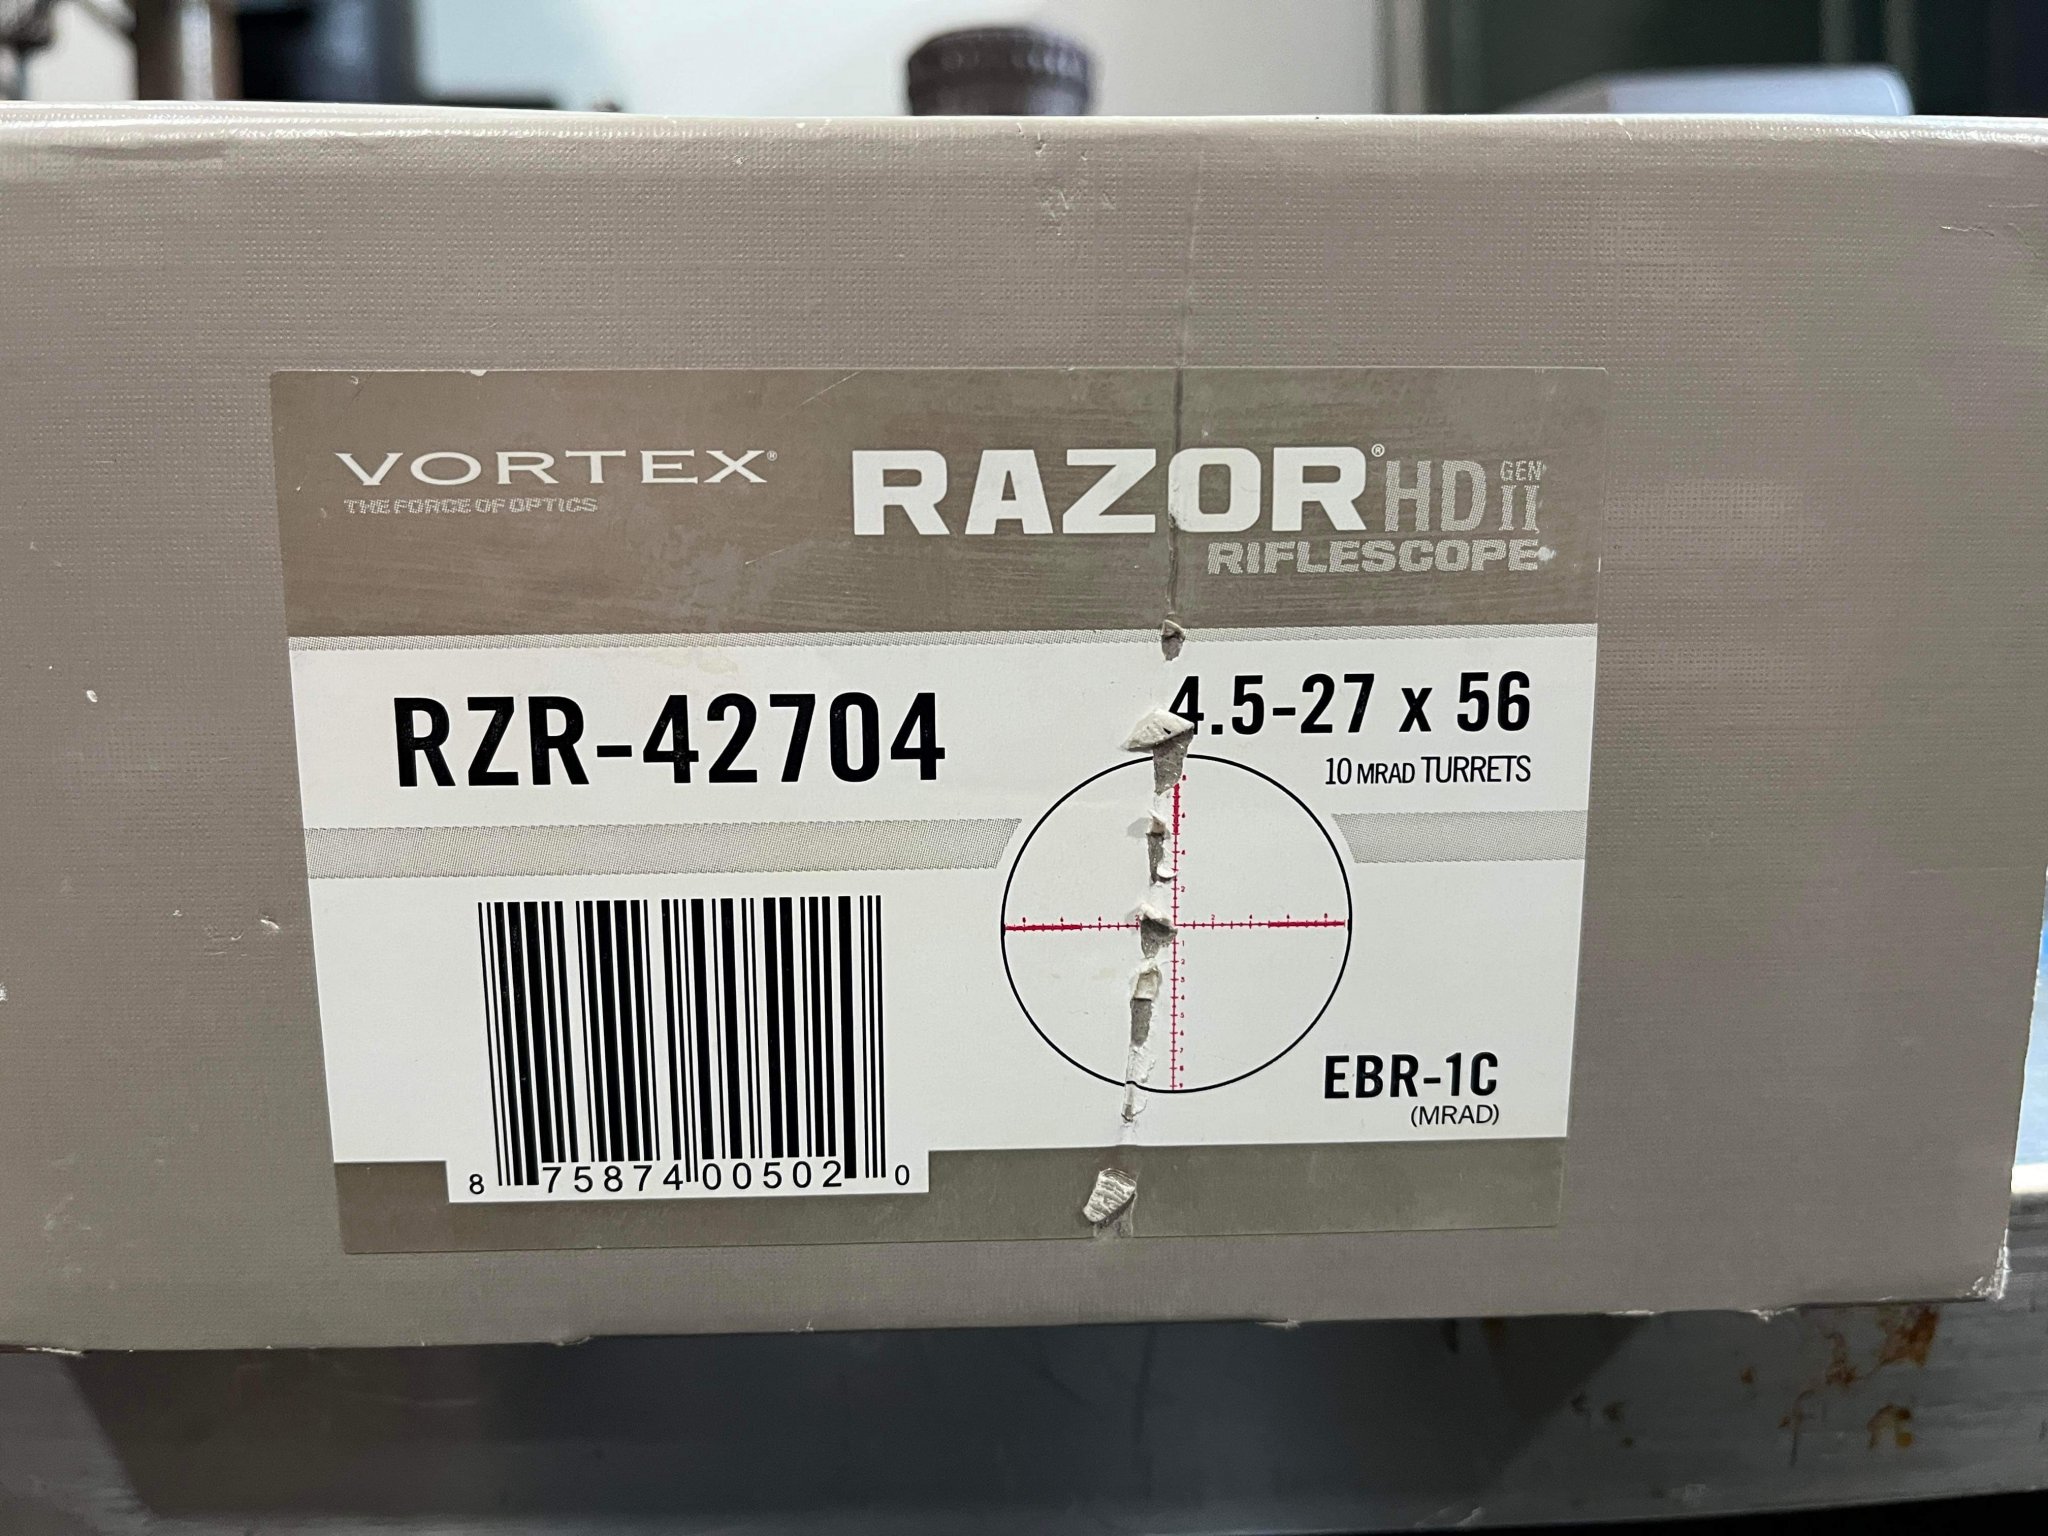 VORTEX®
THE FORCE OF OPTICS
RAZOR® HD GEN II
RIFLESCOPE
RZR-42704
4.5-27 x 56
10 MRAD TURRETS
EBR-1C
(MRAD)
8 75874 00502 0